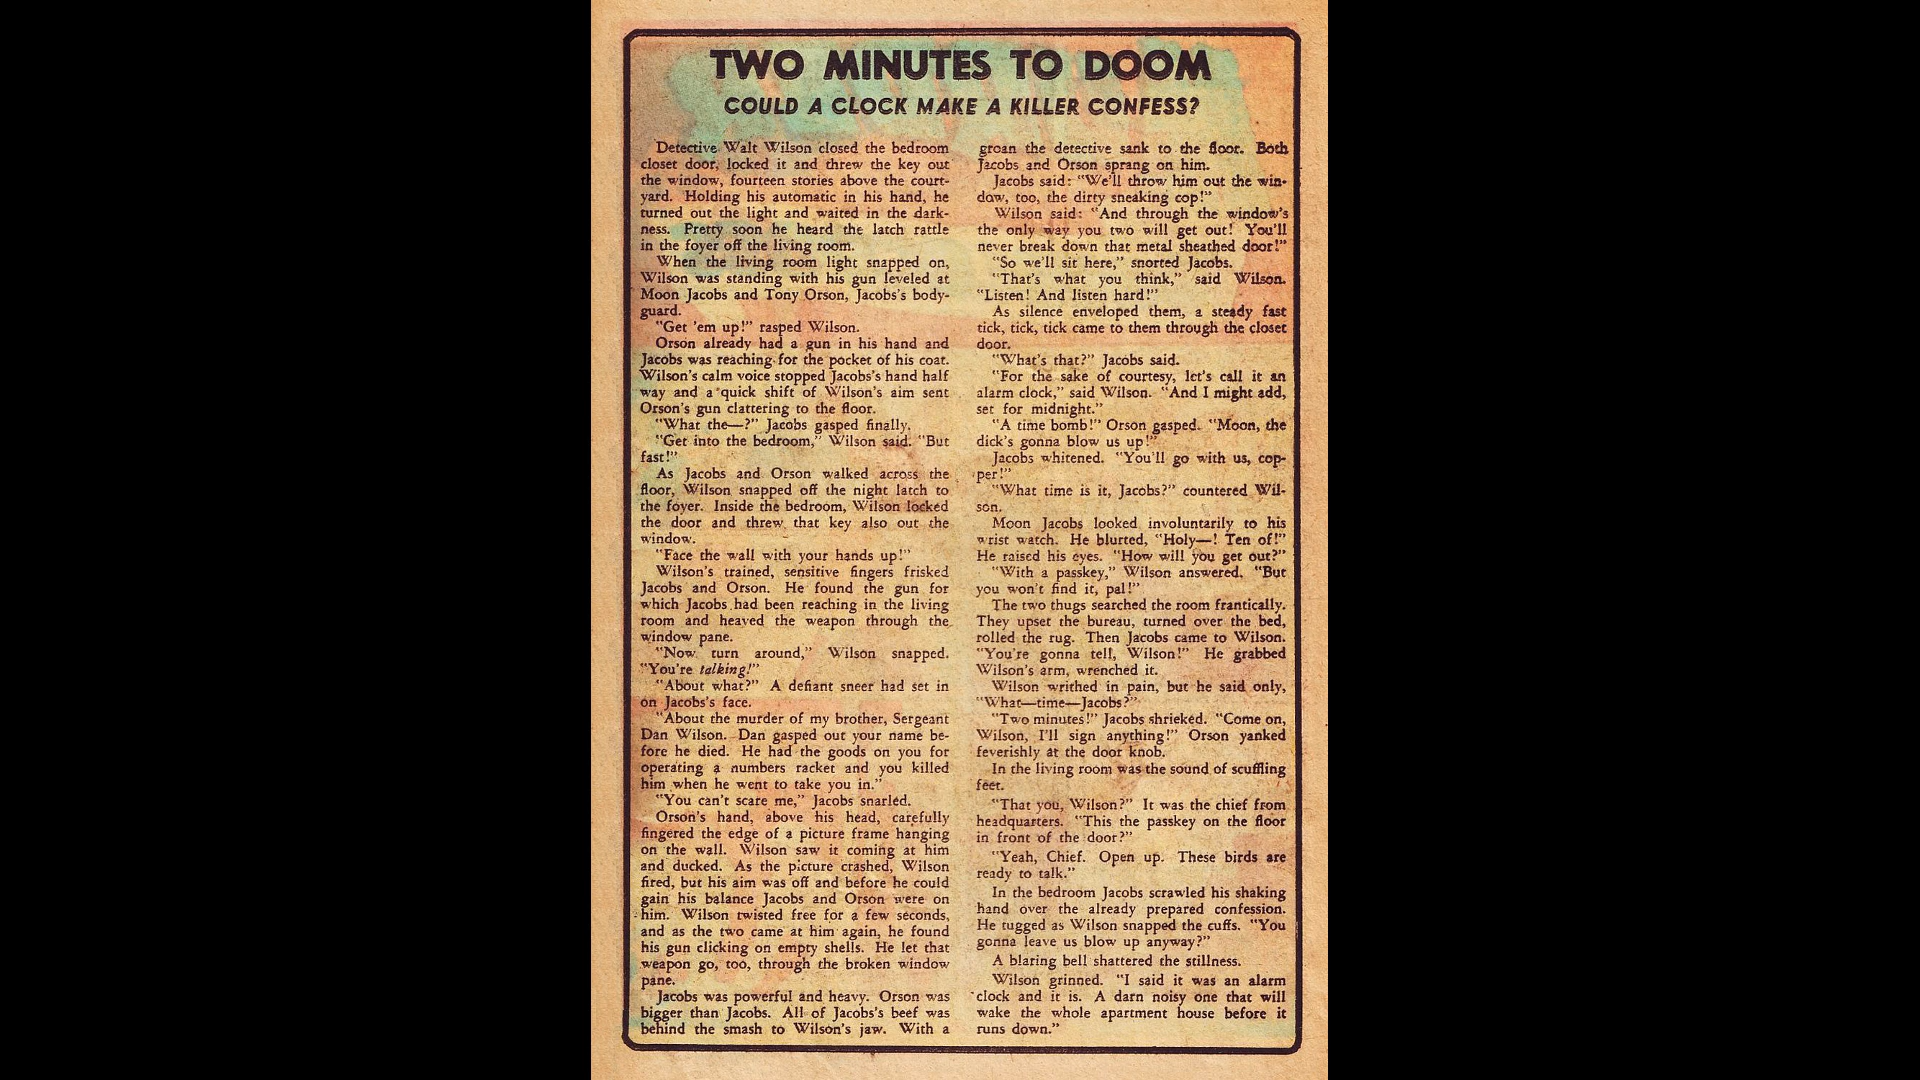 TWO MINUTES TO DOOM
COULD A CLOCK MAKE A KILLER CONFESS?
Detective Walt Wilson closed the bedroom
closet door, locked it and threw the key out
the window, fourteen stories above the court-
yard. Holding his automatic in his hand, he
turned out the light and waited in the dark-
ness. Pretty soon he heard the latch rattle
in the foyer off the living room.
When the living room light snapped on,
Wilson was standing with his gun leveled at
Moon Jacobs and Tony Orson, Jacobs's body-
guard.
"Get 'em up!" rasped Wilson.
Orson already had a gun in his hand and
Jacobs was reaching for the pocket of his coat.
Wilson's calm voice stopped Jacobs's hand half
way and a quick shift of Wilson's aim sent
Orson's gun clattering to the floor.
"What the—?" Jacobs gasped finally.
"Get into the bedroom," Wilson said. "But
fast!"
As Jacobs and Orson walked across the
floor, Wilson snapped off the night latch to
the foyer. Inside the bedroom, Wilson locked
the door and threw that key also out the
window.
"Face the wall with your hands up!"
Wilson's trained, sensitive fingers frisked
Jacobs and Orson. He found the gun for
which Jacobs had been reaching in the living
room and heaved the weapon through the
window pane.
"Now turn around," Wilson snapped.
"You're talking!"
"About what?" A defiant sneer had set in
on Jacobs's face.
"About the murder of my brother, Sergeant
Dan Wilson. Dan gasped out your name be-
fore he died. He had the goods on you for
operating a numbers racket and you killed
him when he went to take you in."
"You can't scare me," Jacobs snarled.
Orson's hand, above his head, carefully
fingered the edge of a picture frame hanging
on the wall. Wilson saw it coming at him
and ducked. As the picture crashed, Wilson
fired, but his aim was off and before he could
gain his balance Jacobs and Orson were on
him. Wilson twisted free for a few seconds,
and as the two came at him again, he found
his gun clicking on empty shells. He let that
weapon go, too, through the broken window
pane.
Jacobs was powerful and heavy. Orson was
bigger than Jacobs. All of Jacobs's beef was
behind the smash to Wilson's jaw. With a
groan the detective sank to the floor. Both
Jacobs and Orson sprang on him.
Jacobs said: "We'll throw him out the win-
dow, too, the dirty sneaking cop!"
Wilson said: "And through the window's
the only way you two will get out! You'll
never break down that metal sheathed door!"
"So we'll sit here," snorted Jacobs.
"That's what you think," said Wilson.
"Listen! And listen hard!"
As silence enveloped them, a steady fast
tick, tick, tick came to them through the closet
door.
"What's that?" Jacobs said.
"For the sake of courtesy, let's call it an
alarm clock," said Wilson. "And I might add,
set for midnight."
"A time bomb!" Orson gasped. "Moon, the
dick's gonna blow us up!"
Jacobs whitened. "You'll go with us, cop-
per!"
"What time is it, Jacobs?" countered Wil-
son.
Moon Jacobs looked involuntarily to his
wrist watch. He blurted, "Holy—! Ten of!"
He raised his eyes. "How will you get out?"
"With a passkey," Wilson answered. "But
you won't find it, pal!"
The two thugs searched the room frantically.
They upset the bureau, turned over the bed,
rolled the rug. Then Jacobs came to Wilson.
"You're gonna tell, Wilson!" He grabbed
Wilson's arm, wrenched it.
Wilson writhed in pain, but he said only,
"What—time—Jacobs?"
"Two minutes!" Jacobs shrieked. "Come on,
Wilson, I'll sign anything!" Orson yanked
feverishly at the door knob.
In the living room was the sound of scuffling
feet.
"That you, Wilson?" It was the chief from
headquarters. "This the passkey on the floor
in front of the door?"
"Yeah, Chief. Open up. These birds are
ready to talk."
In the bedroom Jacobs scrawled his shaking
hand over the already prepared confession.
He tugged as Wilson snapped the cuffs. "You
gonna leave us blow up anyway?"
A blaring bell shattered the stillness.
Wilson grinned. "I said it was an alarm
clock and it is. A darn noisy one that will
wake the whole apartment house before it
runs down."